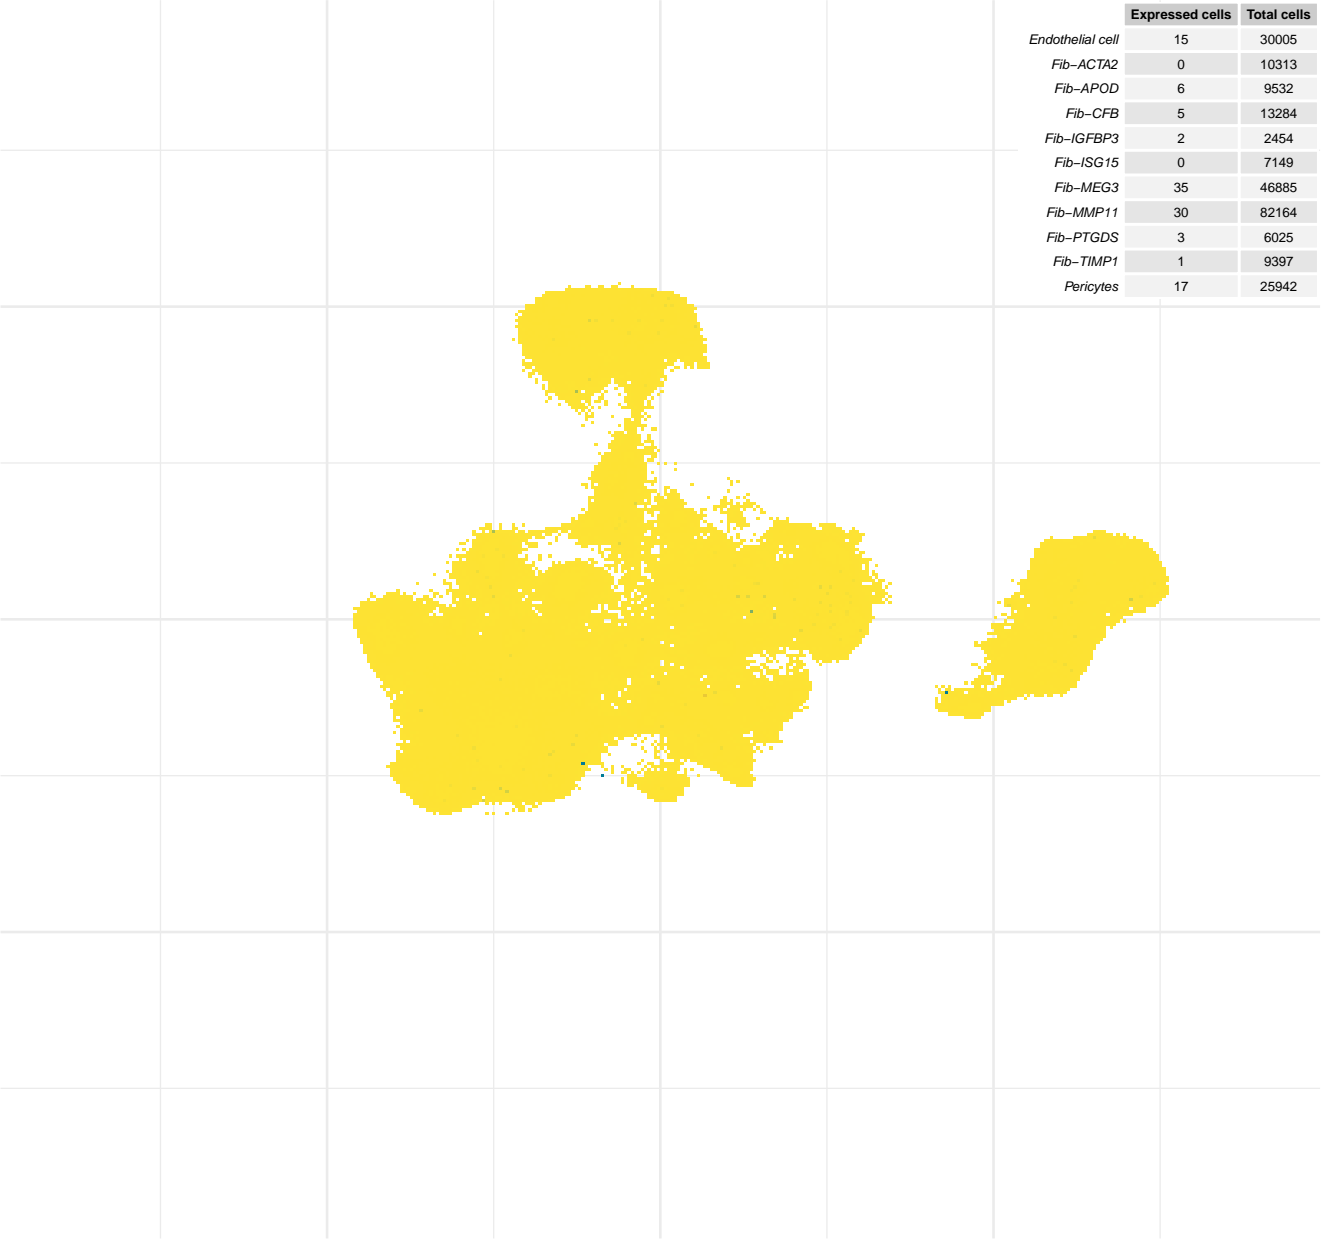 Expressed cells Total cells
Endothelial cell 15 30005
Fib−ACTA2 0 10313
Fib−APOD 6 9532
Fib−CFB 5 13284
Fib−IGFBP3 2 2454
Fib−ISG15 0 7149
Fib−MEG3 35 46885
Fib−MMP11 30 82164
Fib−PTGDS 3 6025
Fib−TIMP1 1 9397
Pericytes 17 25942